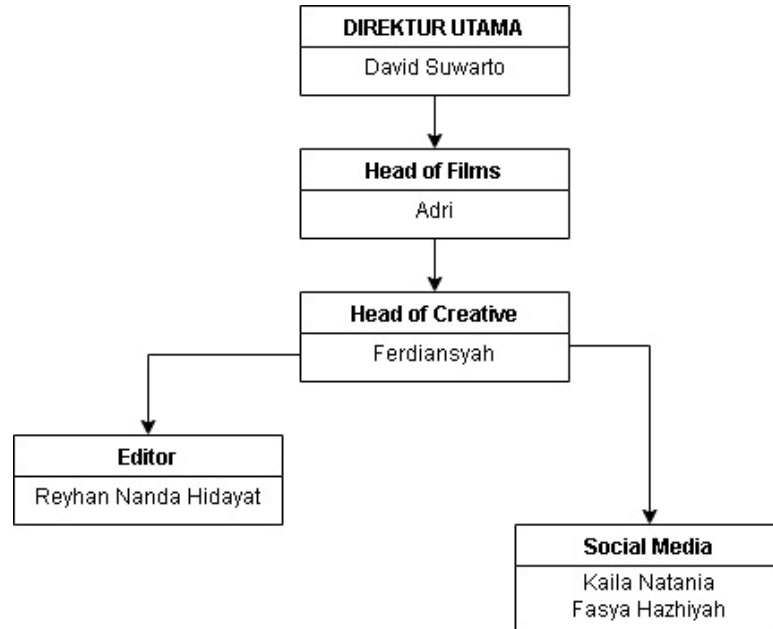 DIREKTUR UTAMA
David Suwarto
Head of Films
Adri
Head of Creative
Ferdiansyah
Editor
Reyhan Nanda Hidayat
Social Media
Kaila Natania
Fasya Hazhiyah